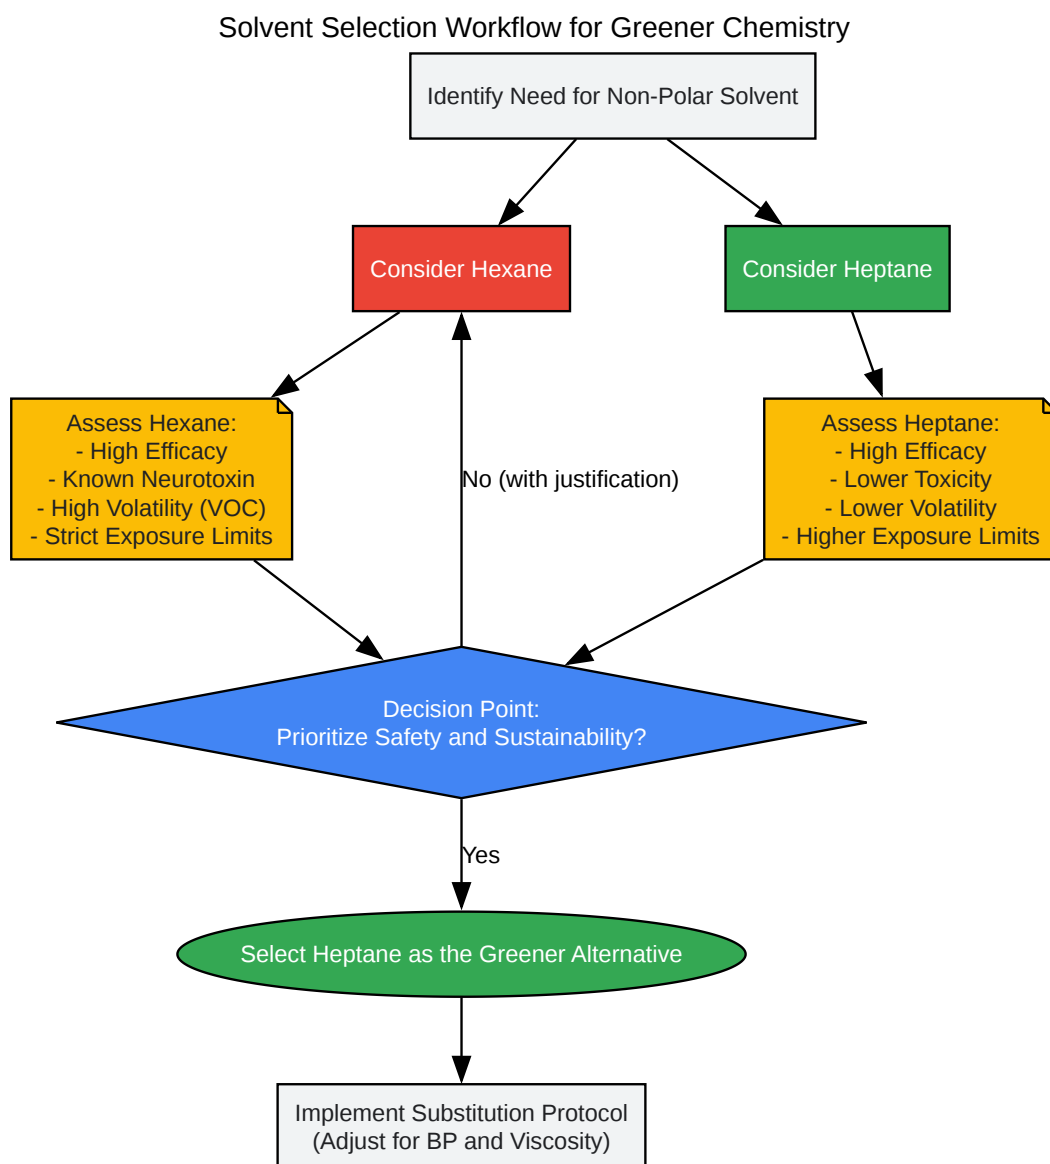 Solvent Selection Workflow for Greener Chemistry
Identify Need for Non-Polar Solvent
Consider Hexane
Consider Heptane
Assess Hexane:
- High Efficacy
- Known Neurotoxin
- High Volatility (VOC)
- Strict Exposure Limits
Assess Heptane:
- High Efficacy
- Lower Toxicity
- Lower Volatility
- Higher Exposure Limits
No (with justification)
Decision Point:
Prioritize Safety and Sustainability?
Yes
Select Heptane as the Greener Alternative
Implement Substitution Protocol
(Adjust for BP and Viscosity)